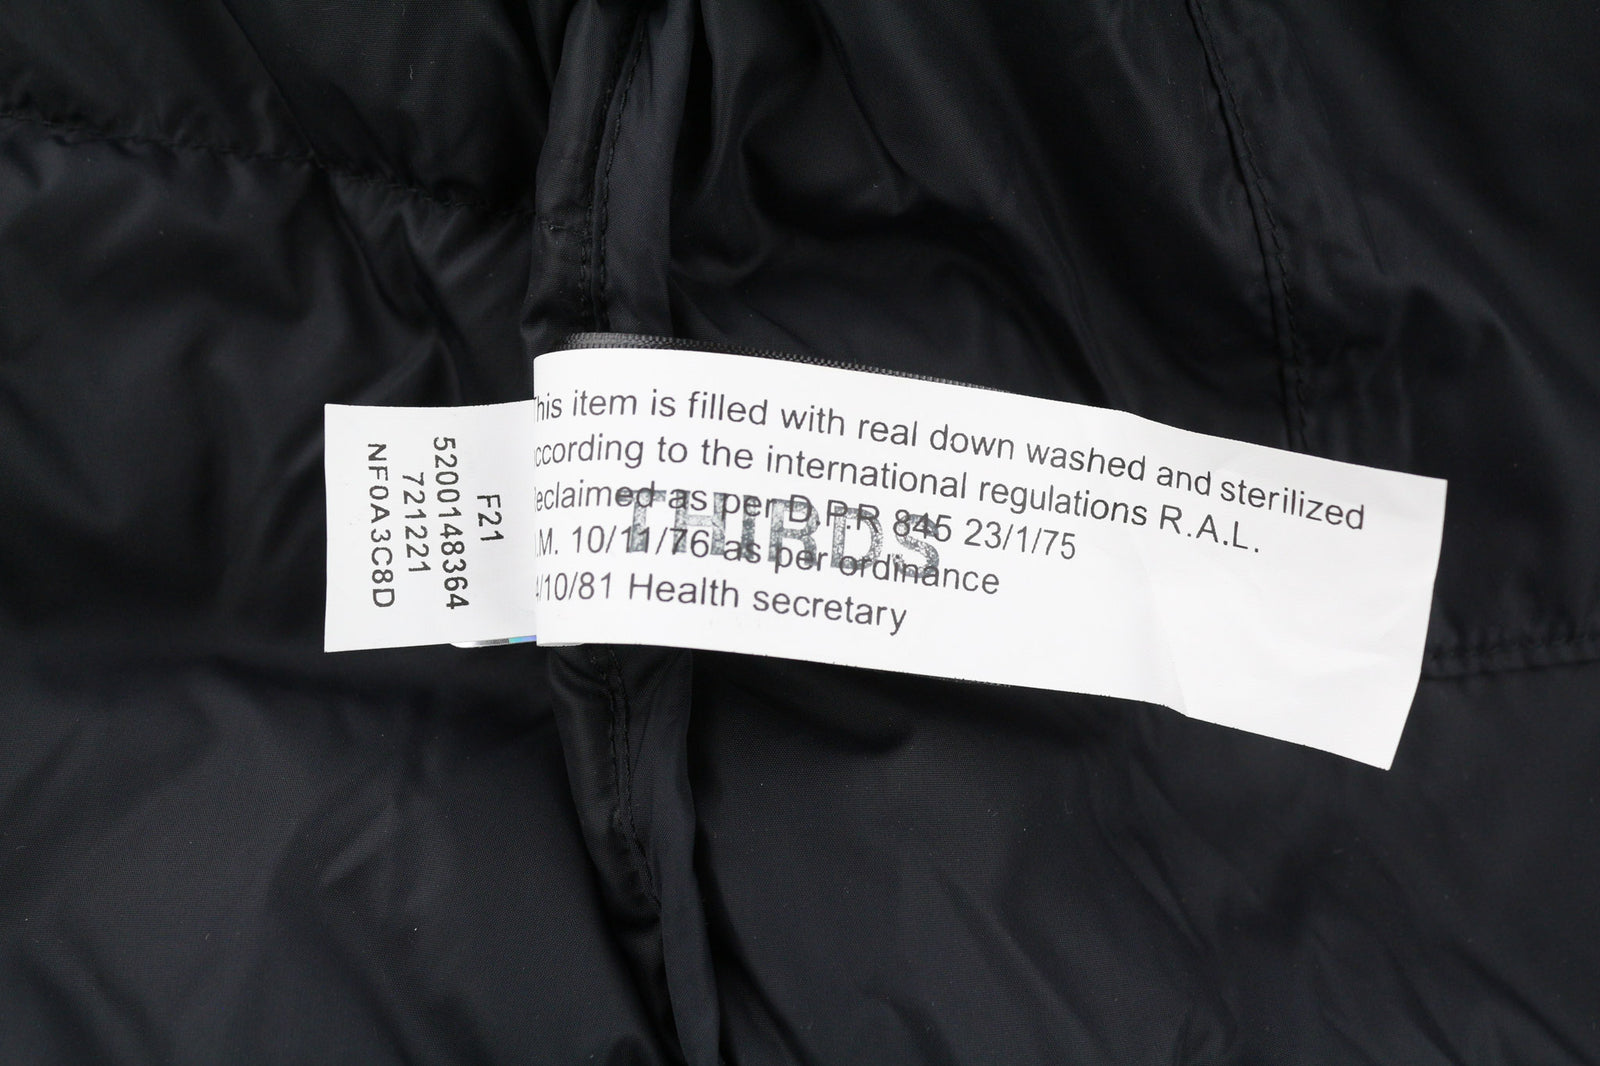 F21
5200148364
721221
NF0A3C8D
his item is filled with real down washed and sterilized
ccording to the international regulations R.A.L.
eclaimed as per D.P.R 845 23/1/75
.M. 10/11/76 as per ordinance
/10/81 Health secretary
THIRDS